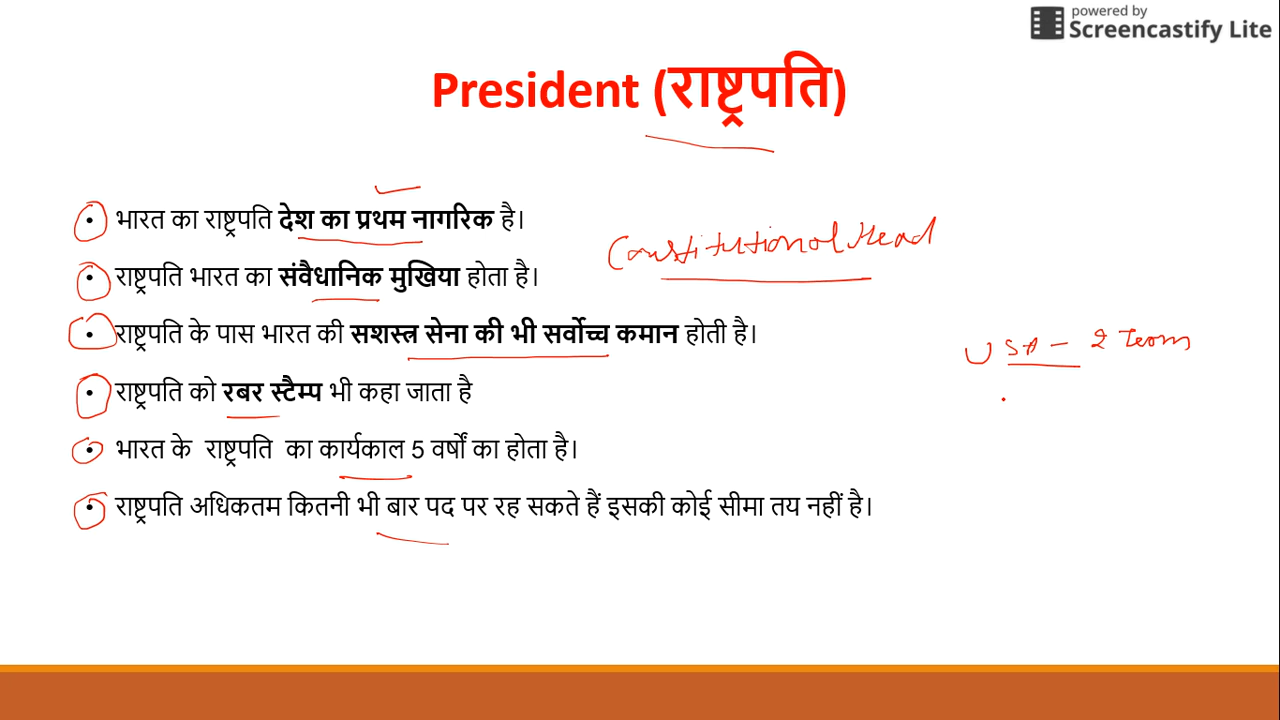 powered by
Screencastify Lite
President (राष्ट्रपति)
• भारत का राष्ट्रपति देश का प्रथम नागरिक है।
• राष्ट्रपति भारत का संवैधानिक मुखिया होता है।
Constitutional Head
• राष्ट्रपति के पास भारत की सशस्त्र सेना की भी सर्वोच्च कमान होती है।
USA - 2 Term
• राष्ट्रपति को रबर स्टैम्प भी कहा जाता है
• भारत के राष्ट्रपति का कार्यकाल 5 वर्षों का होता है।
• राष्ट्रपति अधिकतम कितनी भी बार पद पर रह सकते हैं इसकी कोई सीमा तय नहीं है।